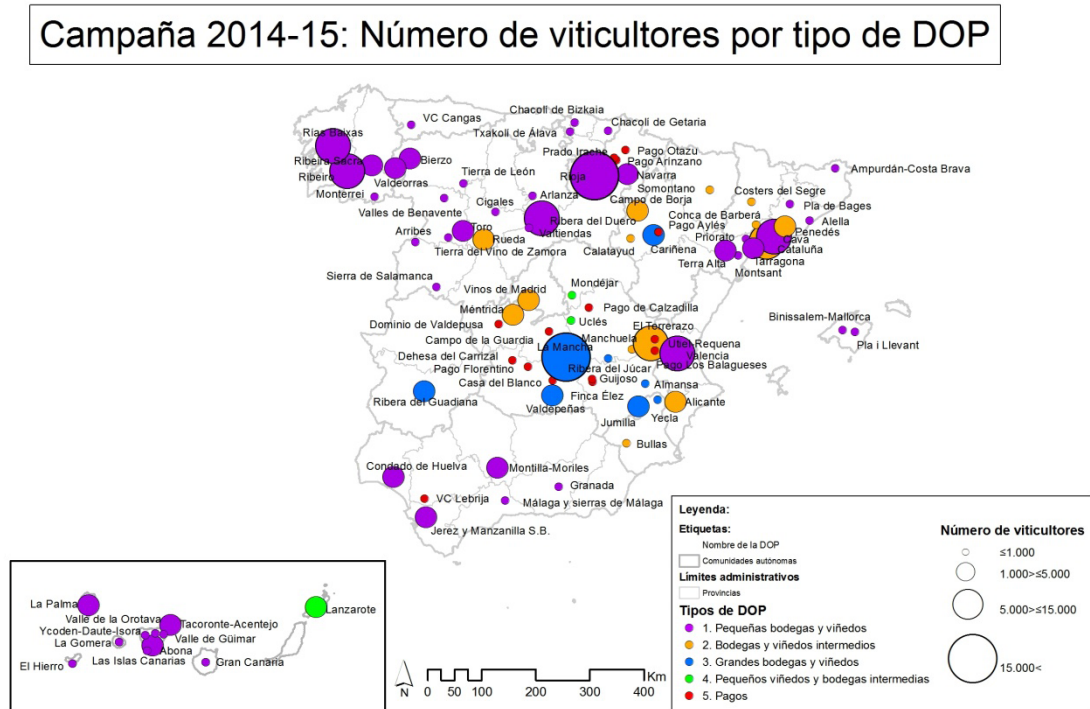 Campaña 2014-15: Número de viticultores por tipo de DOP
Chacolí de Bizkaia
VC Cangas
Chacolí de Getaria
Txakoli de Álava
Rías Baixas
Pago Otazu
Prado Irache
Bierzo
Pago Arinzano
Ampurdán-Costa Brava
Ribeira Sacra
Tierra de León
Rioja
Navarra
Ribeiro
Valdeorras
Somontano
Costers del Segre
Monterrei
Arlanza
Campo de Borja
Pla de Bages
Valles de Benavente
Cigales
Conca de Barberá
Alella
Ribera del Duero
Pago Aylés
Penedés
Arribes
Toro
Valtiendas
Priorato
Cava
Rueda
Cataluña
Tierra del Vino de Zamora
Calatayud
Cariñena
Tarragona
Terra Alta
Montsant
Sierra de Salamanca
Vinos de Madrid
Mondéjar
Méntrida
Pago de Calzadilla
Binissalem-Mallorca
Dominio de Valdepusa
Uclés
El Terrerazo
Campo de la Guardia
Manchuela
Utiel-Requena
Pla i Llevant
La Mancha
Valencia
Dehesa del Carrizal
Pago Los Balagueses
Pago Florentino
Ribera del Júcar
Casa del Blanco
Guijoso
Almansa
Ribera del Guadiana
Finca Élez
Alicante
Valdepeñas
Yecla
Jumilla
Bullas
Condado de Huelva
Montilla-Moriles
Granada
VC Lebrija
Málaga y sierras de Málaga
Jerez y Manzanilla S.B.
La Palma
Lanzarote
Valle de la Orotava
Tacoronte-Acentejo
Ycoden-Daute-Isora
Valle de Güimar
La Gomera
Abona
El Hierro
Las Islas Canarias
Gran Canaria
N
0 50 100 200 300 400
Km
Leyenda:
Etiquetas:
Nombre de la DOP
Comunidades autónomas
Límites administrativos
Provincias
Tipos de DOP
1. Pequeñas bodegas y viñedos
2. Bodegas y viñedos intermedios
3. Grandes bodegas y viñedos
4. Pequeños viñedos y bodegas intermedias
5. Pagos
Número de viticultores
≤1.000
1.000>≤5.000
5.000>≤15.000
15.000<